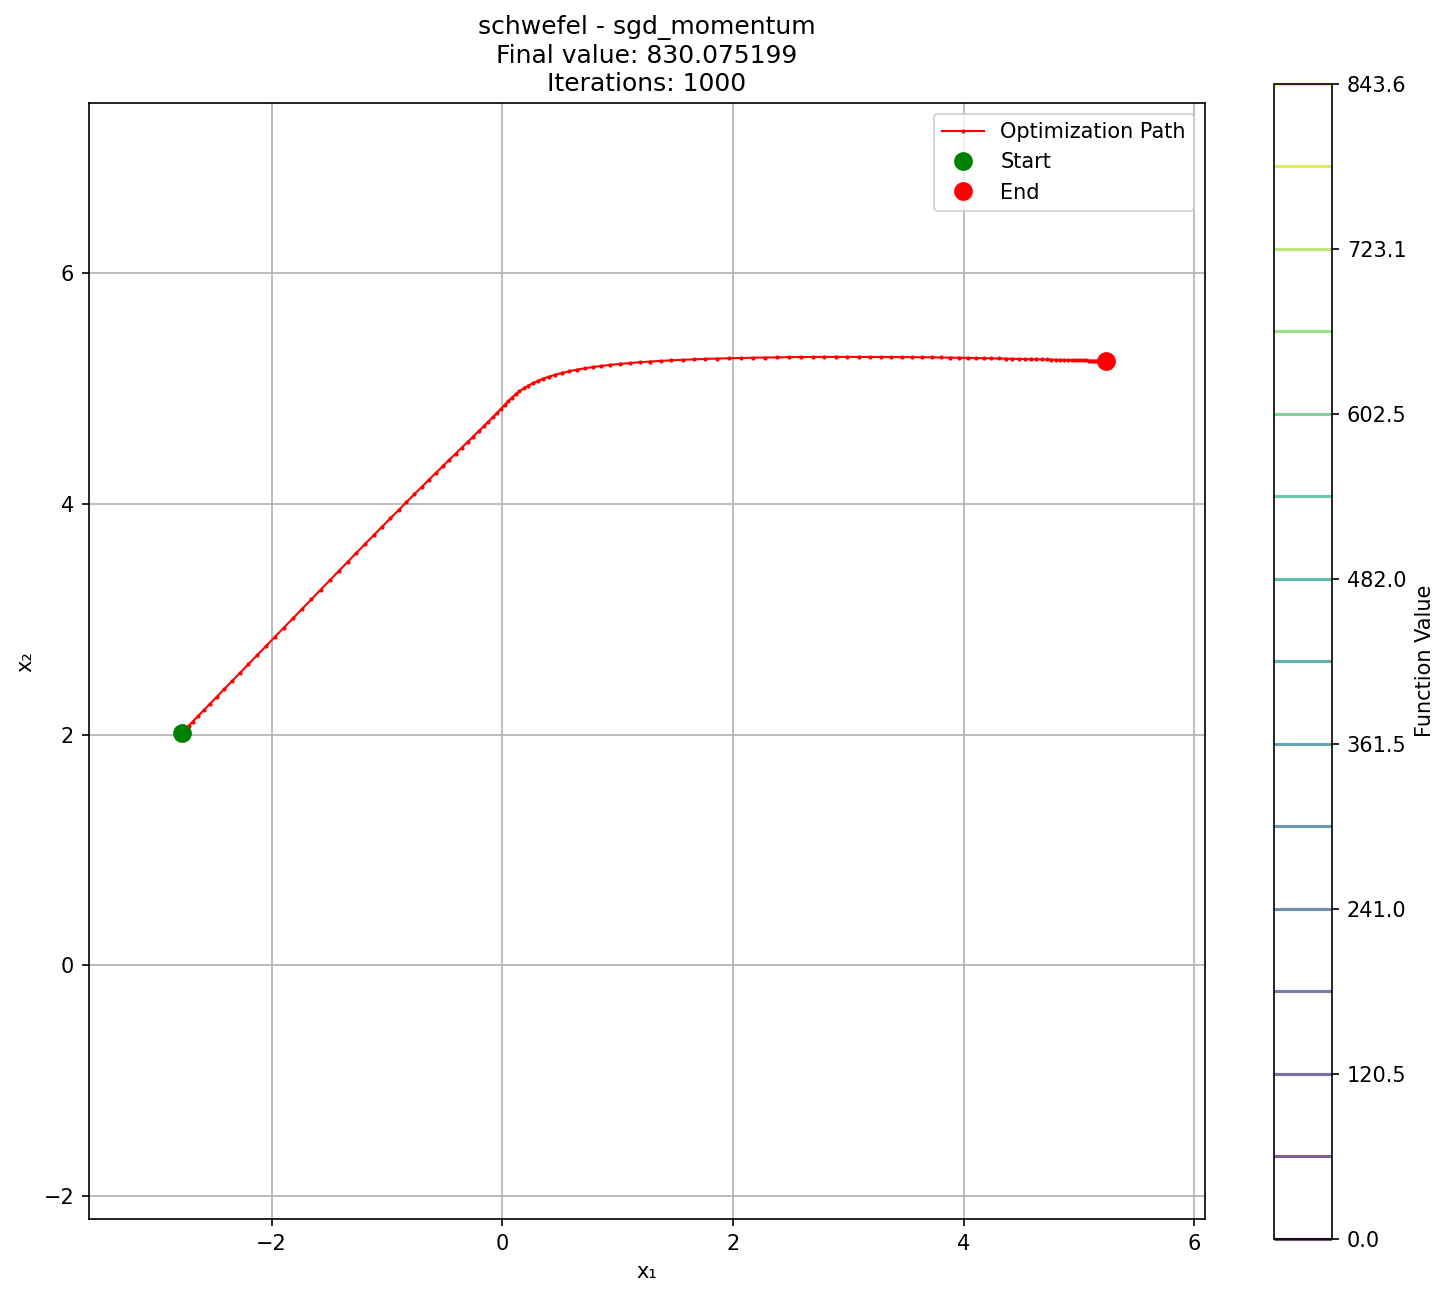 schwefel - sgd_momentum
Final value: 830.075199
Iterations: 1000
Optimization Path
Start
End
6
4
2
0
−2
x₂
−2
0
2
4
6
x₁
843.6
723.1
602.5
482.0
361.5
241.0
120.5
0.0
Function Value